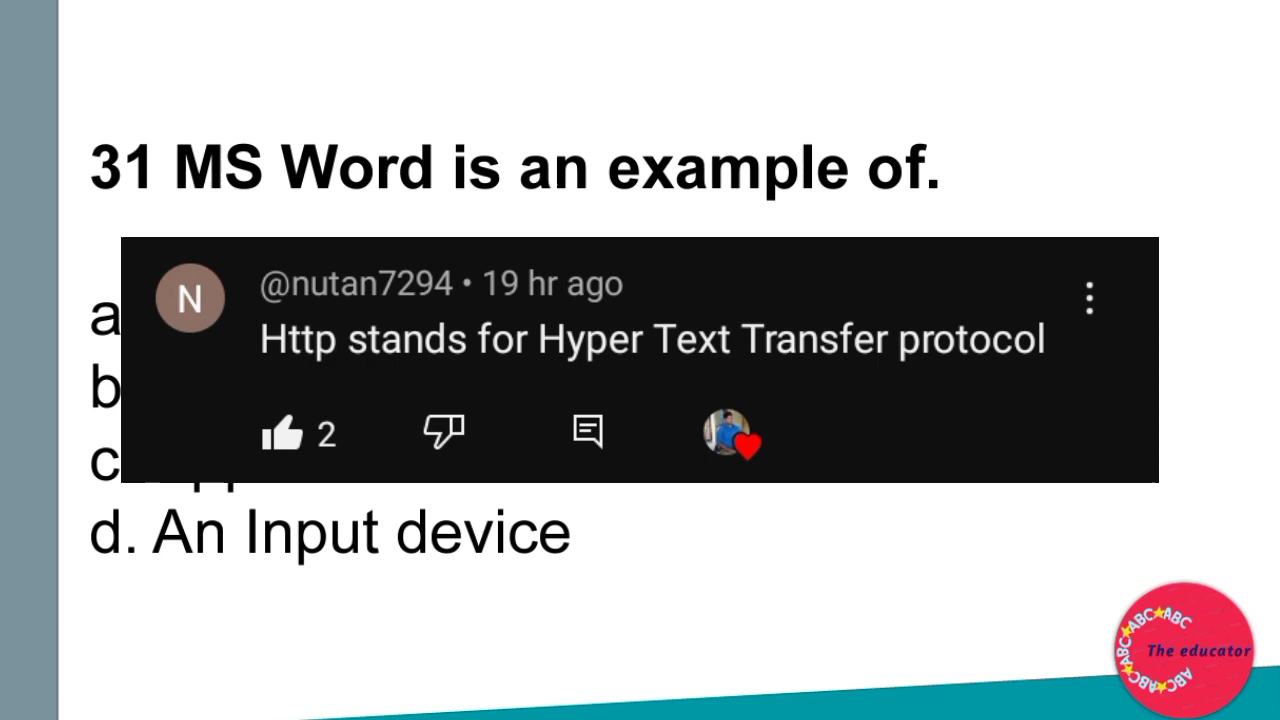 31 MS Word is an example of.
@nutan7294 • 19 hr ago
N
Http stands for Hyper Text Transfer protocol
2
a
b
c
d. An Input device
ABC★ABC★ABC★ABC★ABC
The educator